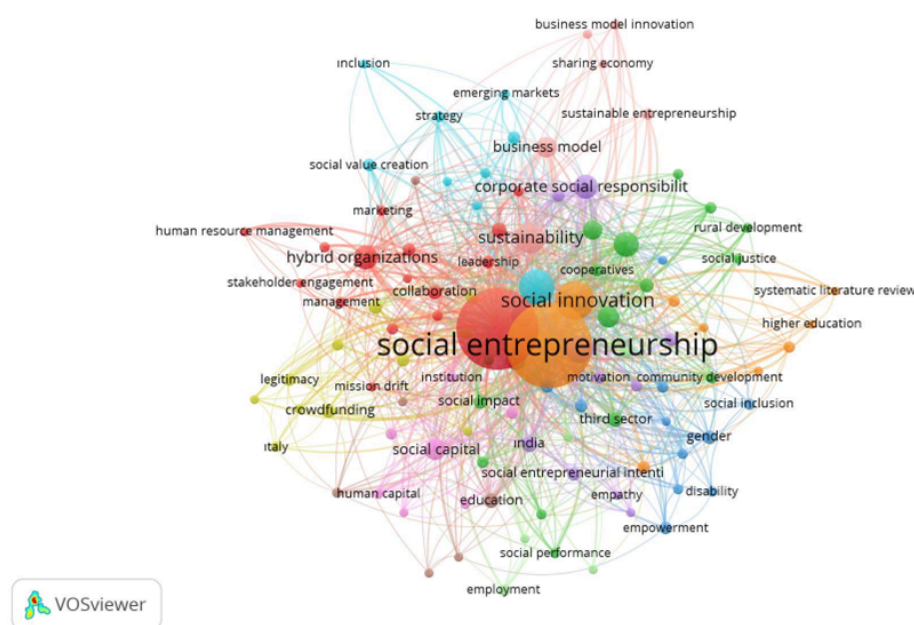 business model innovation
inclusion
sharing economy
emerging markets
strategy
sustainable entrepreneurship
business model
social value creation
corporate social responsibilit
marketing
human resource management
rural development
sustainability
hybrid organizations
leadership
cooperatives
social justice
stakeholder engagement
collaboration
systematic literature review
management
social innovation
higher education
social entrepreneurship
legitimacy
institution
motivation
community development
mission drift
social impact
social inclusion
crowdfunding
third sector
italy
social capital
india
gender
social entrepreneurial intenti
human capital
education
empathy
disability
empowerment
social performance
employment
VOSviewer